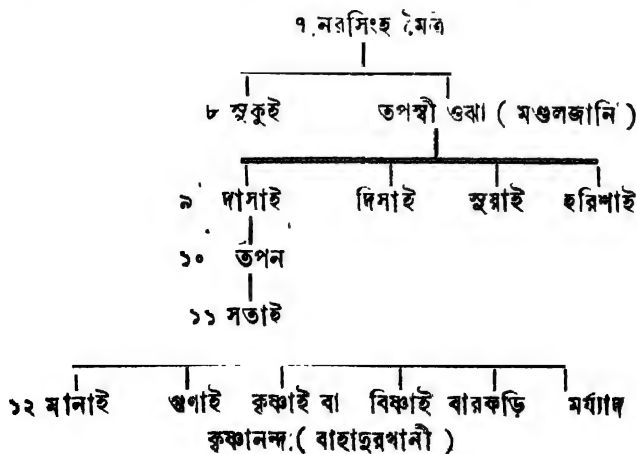 ৭ নরসিংহ মৈত্র
৮ সুকুই তপস্বী ওঝা ( মণ্ডলজানি )
৯ দাসাই দিসাই সুয়াই হরিশাই
১০ তপন
১১ সতাই
১২ মানাই গুণাই কৃষ্ণাই বা বিষ্ণাই বারকড়ি মর্য্যাদ
কৃষ্ণানন্দ ( বাহাদুরখানী )